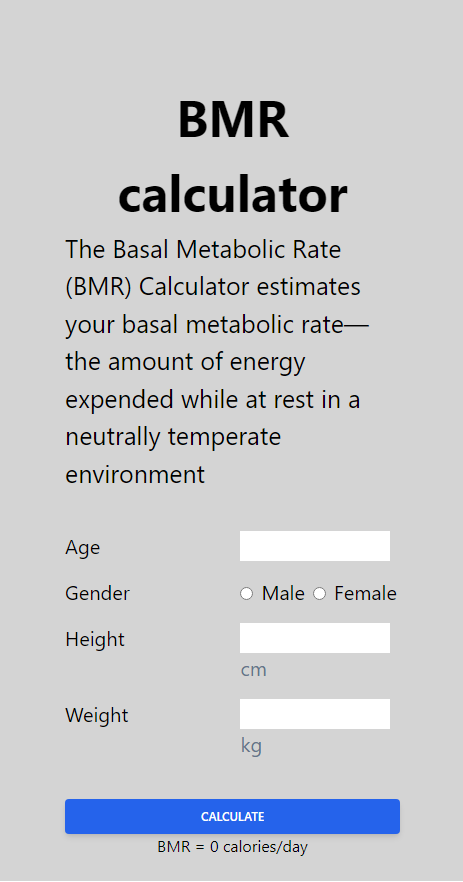 BMR
calculator
The Basal Metabolic Rate
(BMR) Calculator estimates
your basal metabolic rate—
the amount of energy
expended while at rest in a
neutrally temperate
environment
Age
Gender Male Female
Height
cm
Weight
kg
CALCULATE
BMR = 0 calories/day